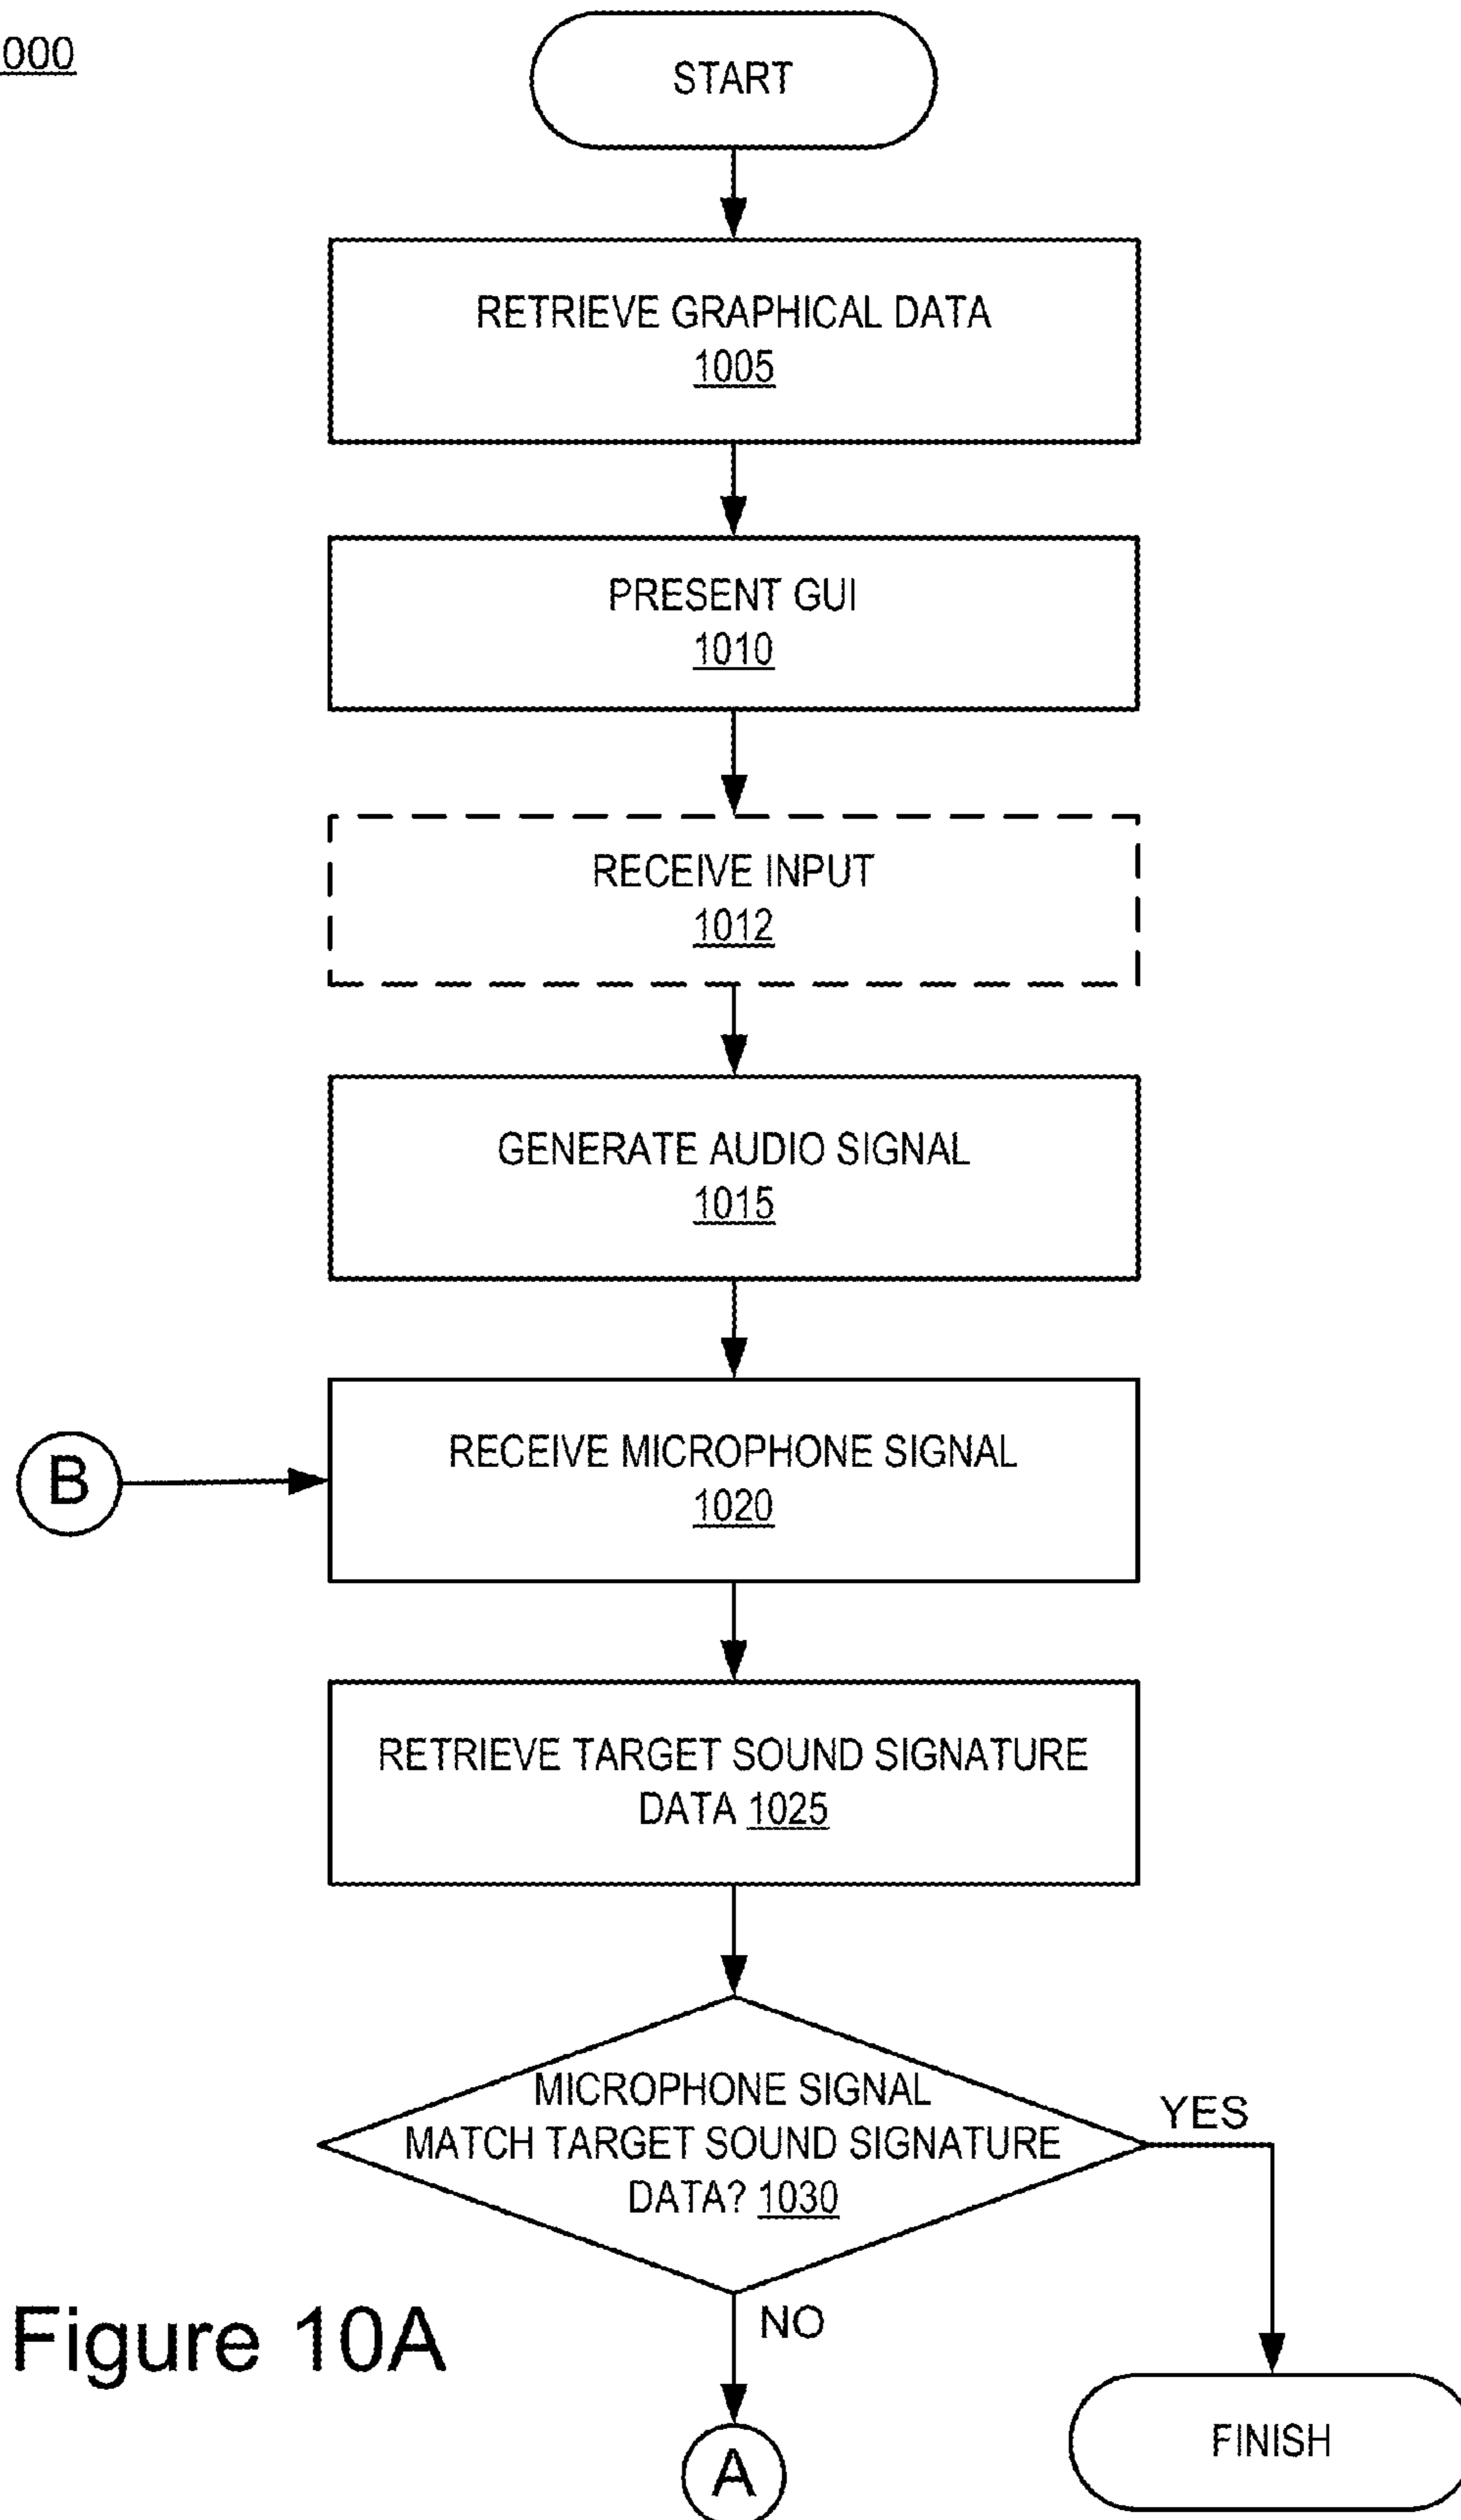 000
START
RETRIEVE GRAPHICAL DATA
1005
PRESENT GUI
1010
RECEIVE INPUT
1012
GENERATE AUDIO SIGNAL
1015
B
RECEIVE MICROPHONE SIGNAL
1020
RETRIEVE TARGET SOUND SIGNATURE
DATA 1025
MICROPHONE SIGNAL
MATCH TARGET SOUND SIGNATURE
DATA? 1030
YES
NO
Figure 10A
A
FINISH